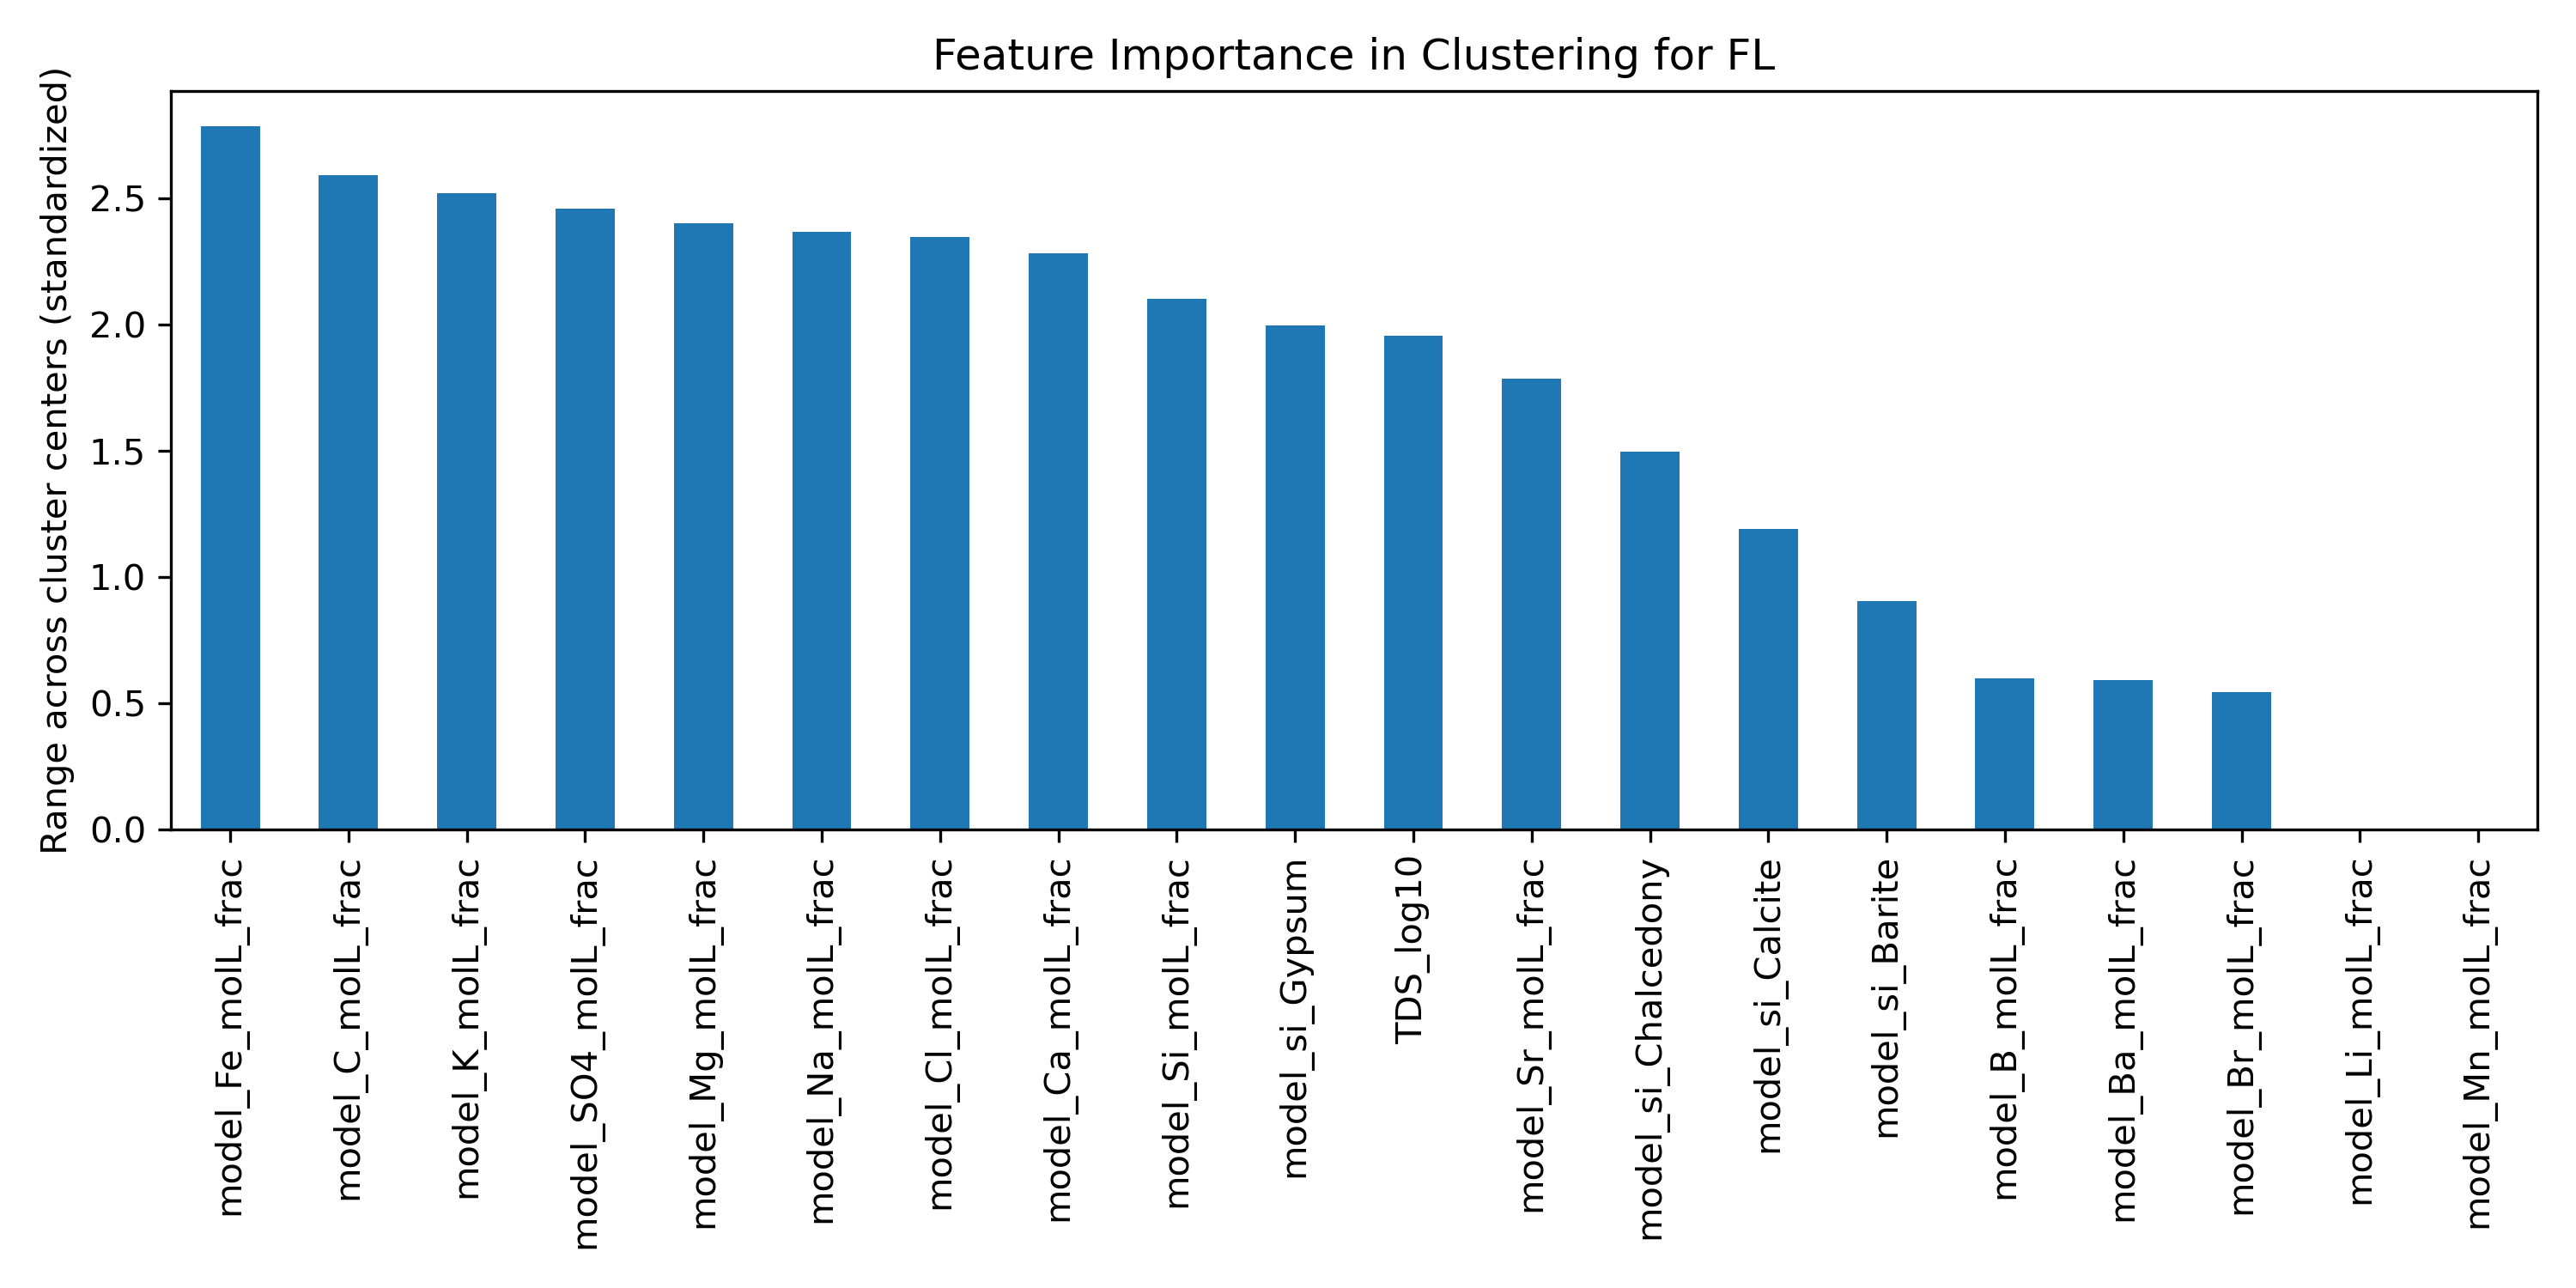 Feature Importance in Clustering for FL
Range across cluster centers (standardized)
2.5
2.0
1.5
1.0
0.5
0.0
model_Fe_molL_frac
model_C_molL_frac
model_K_molL_frac
model_SO4_molL_frac
model_Mg_molL_frac
model_Na_molL_frac
model_Cl_molL_frac
model_Ca_molL_frac
model_Si_molL_frac
model_si_Gypsum
TDS_log10
model_Sr_molL_frac
model_si_Chalcedony
model_si_Calcite
model_si_Barite
model_B_molL_frac
model_Ba_molL_frac
model_Br_molL_frac
model_Li_molL_frac
model_Mn_molL_frac